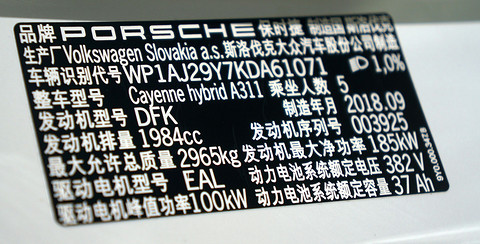 品牌 PORSCHE 保时捷 制造国 斯洛伐克
生产厂 Volkswagen Slovakia a.s. 斯洛伐克大众汽车股份公司制造
车辆识别代号 WP1AJ29Y7KDA61071 1,0%
整车型号 Cayenne hybrid A311 乘坐人数 5
发动机型号 DFK 制造年月 2018.09
发动机排量 1984cc 发动机序列号 003925
最大允许总质量 2965kg 发动机最大净功率 185kW
驱动电机型号 EAL 动力电池系统额定电压 382 V
驱动电机峰值功率 100kW 动力电池系统额定容量 37 Ah